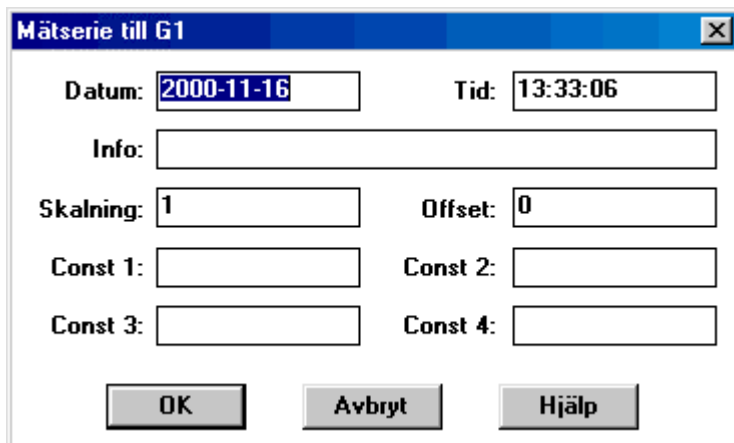 Mätserie till G1
Datum: 2000-11-16 Tid: 13:33:06
Info:
Skalning: 1 Offset: 0
Const 1: Const 2:
Const 3: Const 4:
OK Avbryt Hjälp